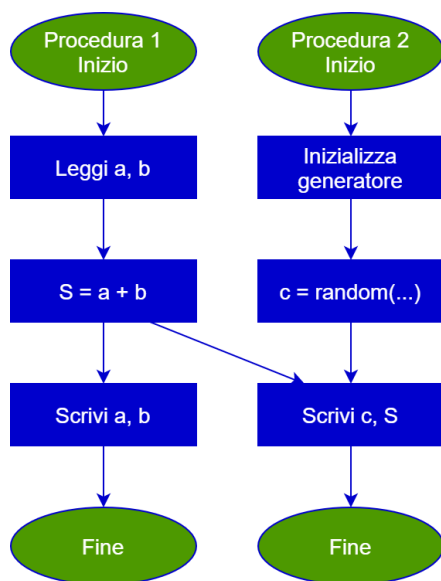 Procedura 1
Inizio
Leggi a, b
S = a + b
Scrivi a, b
Fine
Procedura 2
Inizio
Inizializza
generatore
c = random(...)
Scrivi c, S
Fine